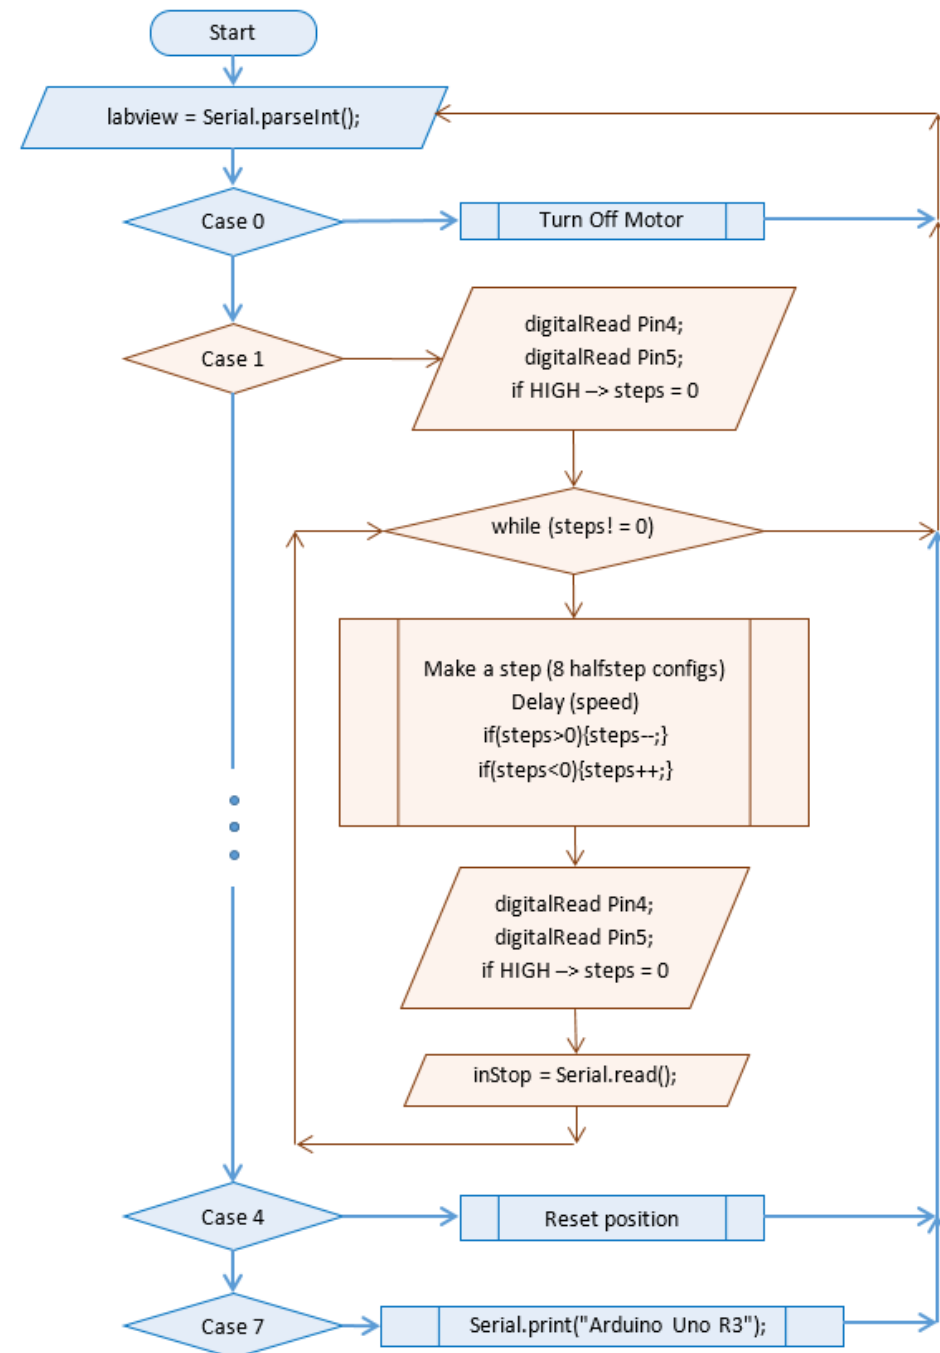 Start
labview = Serial.parseInt();
Case 0
Turn Off Motor
Case 1
digitalRead Pin4;
digitalRead Pin5;
if HIGH –> steps = 0
while (steps! = 0)
Make a step (8 halfstep configs)
Delay (speed)
if(steps>0){steps--;}
if(steps<0){steps++;}
digitalRead Pin4;
digitalRead Pin5;
if HIGH –> steps = 0
inStop = Serial.read();
Case 4
Reset position
Case 7
Serial.print("Arduino Uno R3");